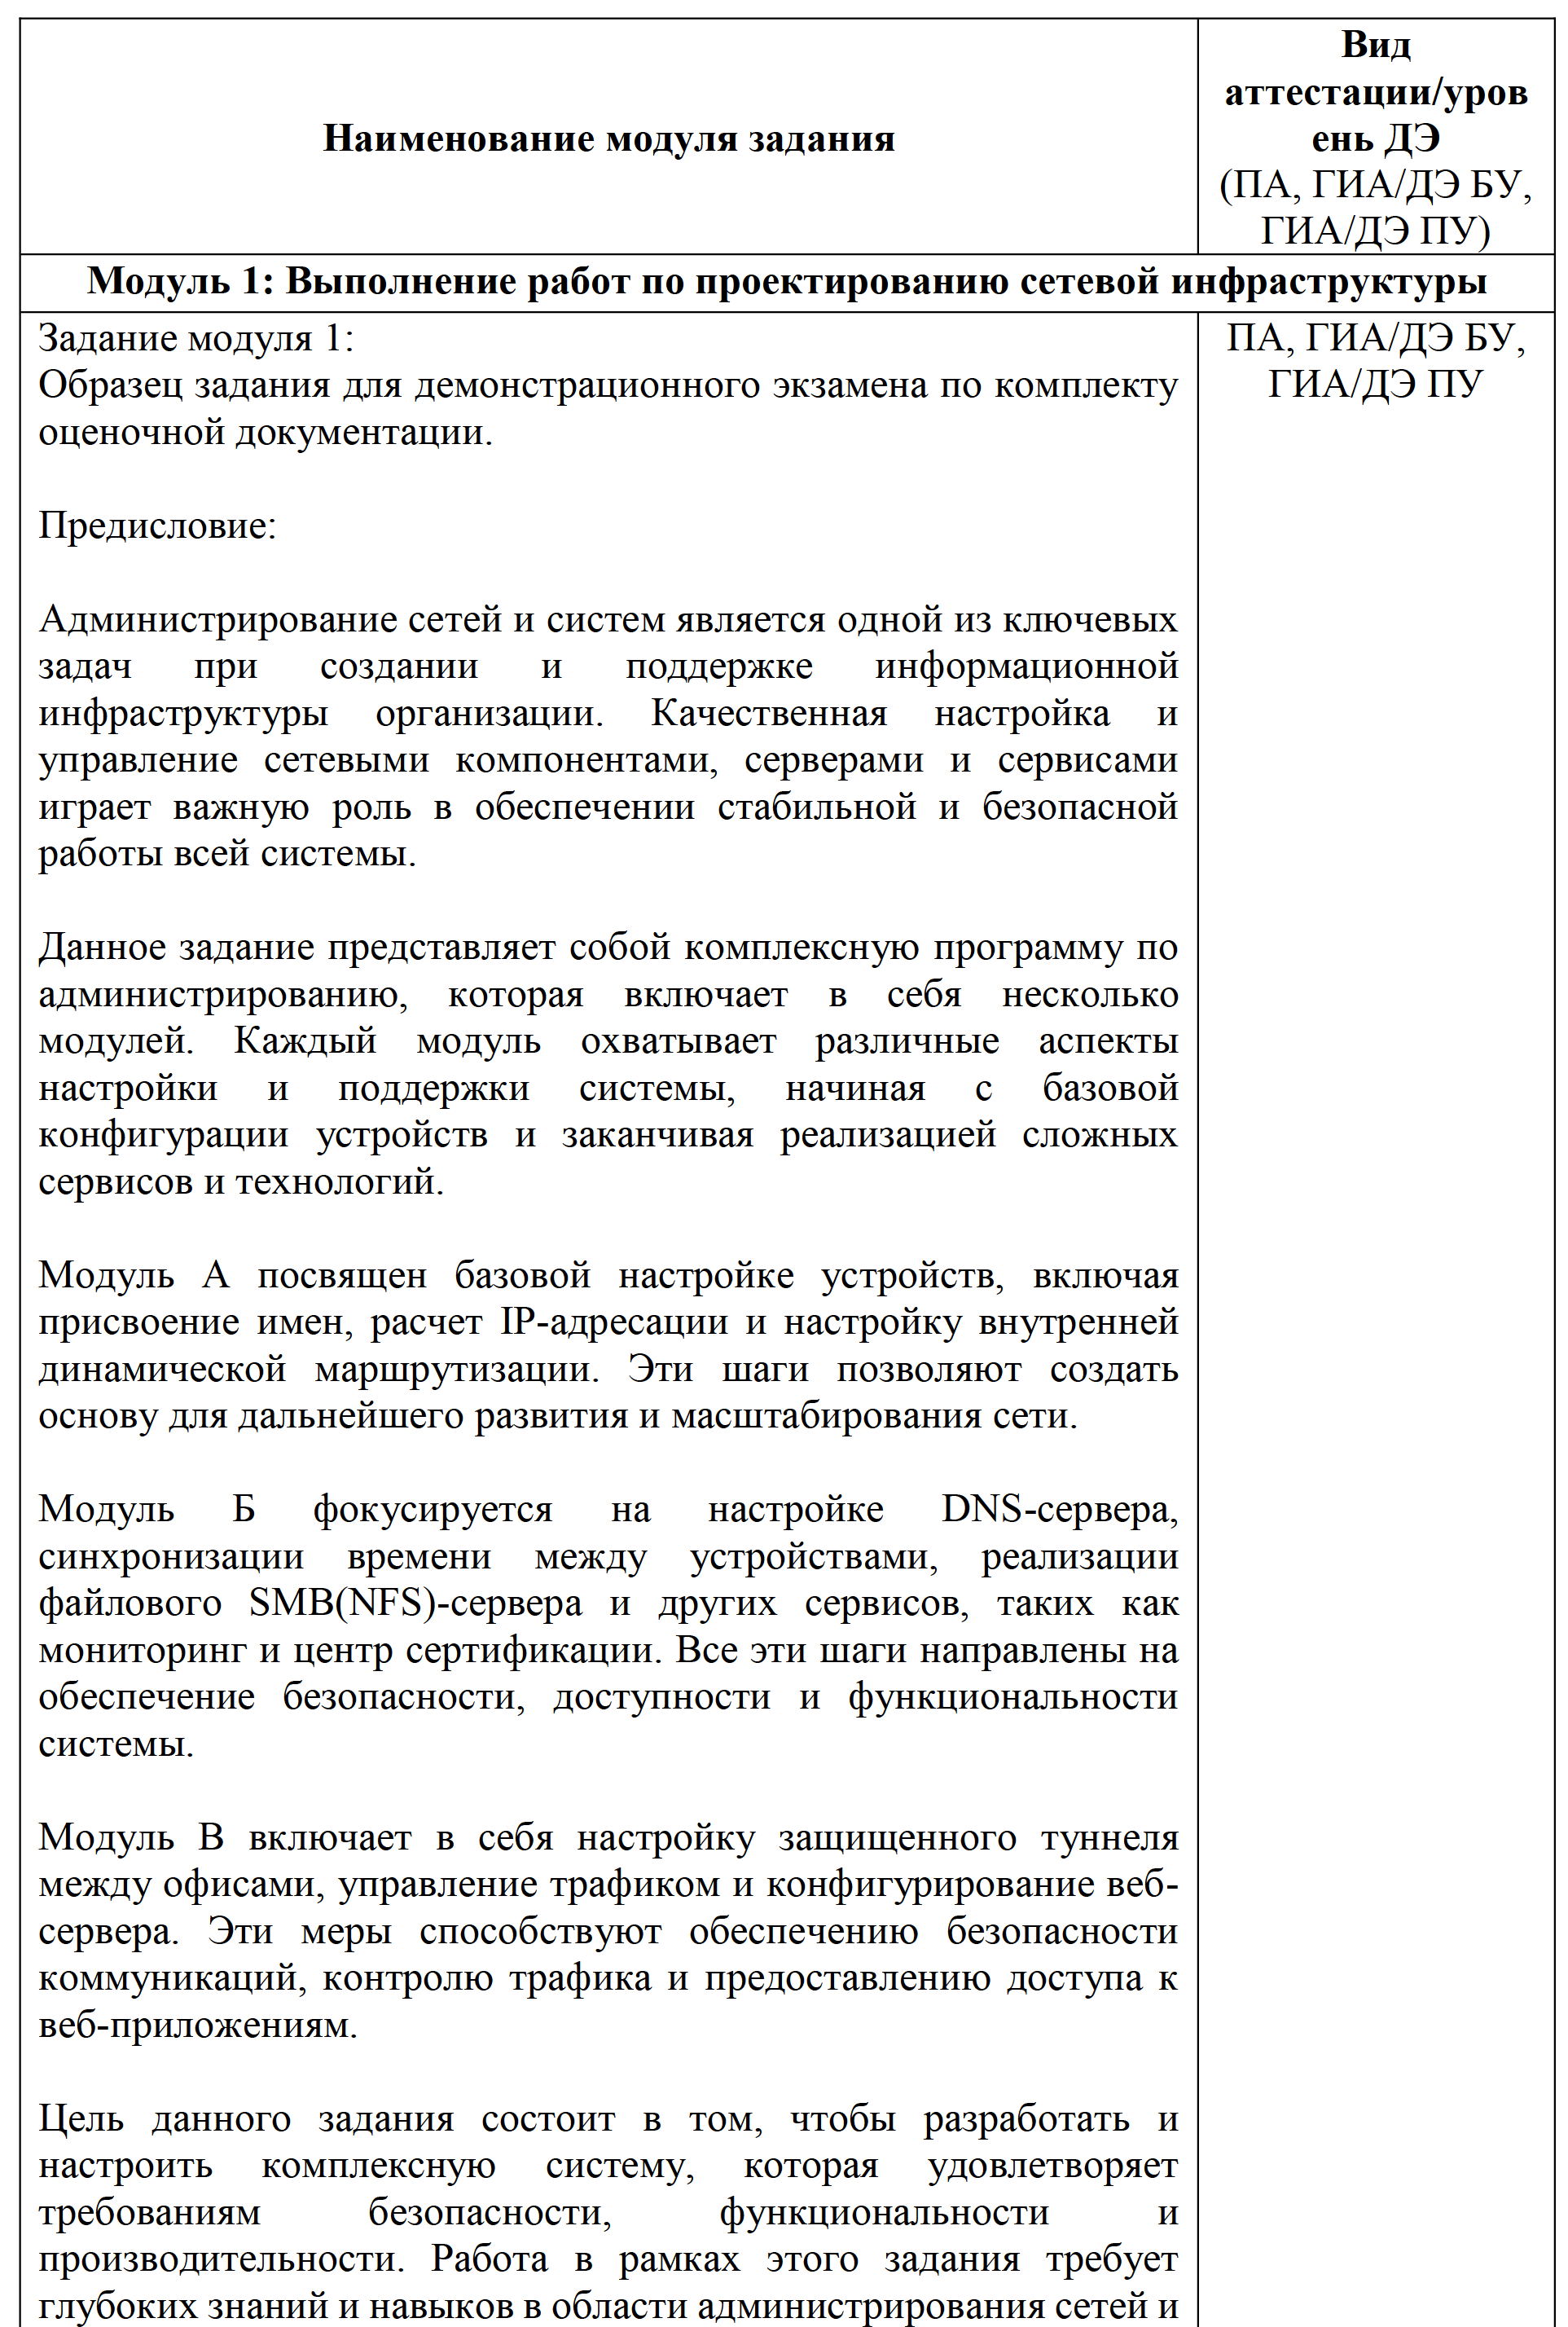 Наименование модуля задания
Вид
аттестации/уров
ень ДЭ
(ПА, ГИА/ДЭ БУ,
ГИА/ДЭ ПУ)
Модуль 1: Выполнение работ по проектированию сетевой инфраструктуры
Задание модуля 1:
Образец задания для демонстрационного экзамена по комплекту
оценочной документации.
Предисловие:
Администрирование сетей и систем является одной из ключевых
задач при создании и поддержке информационной
инфраструктуры организации. Качественная настройка и
управление сетевыми компонентами, серверами и сервисами
играет важную роль в обеспечении стабильной и безопасной
работы всей системы.
Данное задание представляет собой комплексную программу по
администрированию, которая включает в себя несколько
модулей. Каждый модуль охватывает различные аспекты
настройки и поддержки системы, начиная с базовой
конфигурации устройств и заканчивая реализацией сложных
сервисов и технологий.
Модуль А посвящен базовой настройке устройств, включая
присвоение имен, расчет IP-адресации и настройку внутренней
динамической маршрутизации. Эти шаги позволяют создать
основу для дальнейшего развития и масштабирования сети.
Модуль Б фокусируется на настройке DNS-сервера,
синхронизации времени между устройствами, реализации
файлового SMB(NFS)-сервера и других сервисов, таких как
мониторинг и центр сертификации. Все эти шаги направлены на
обеспечение безопасности, доступности и функциональности
системы.
Модуль В включает в себя настройку защищенного туннеля
между офисами, управление трафиком и конфигурирование веб-
сервера. Эти меры способствуют обеспечению безопасности
коммуникаций, контролю трафика и предоставлению доступа к
веб-приложениям.
Цель данного задания состоит в том, чтобы разработать и
настроить комплексную систему, которая удовлетворяет
требованиям безопасности, функциональности и
производительности. Работа в рамках этого задания требует
глубоких знаний и навыков в области администрирования сетей и
ПА, ГИА/ДЭ БУ,
ГИА/ДЭ ПУ